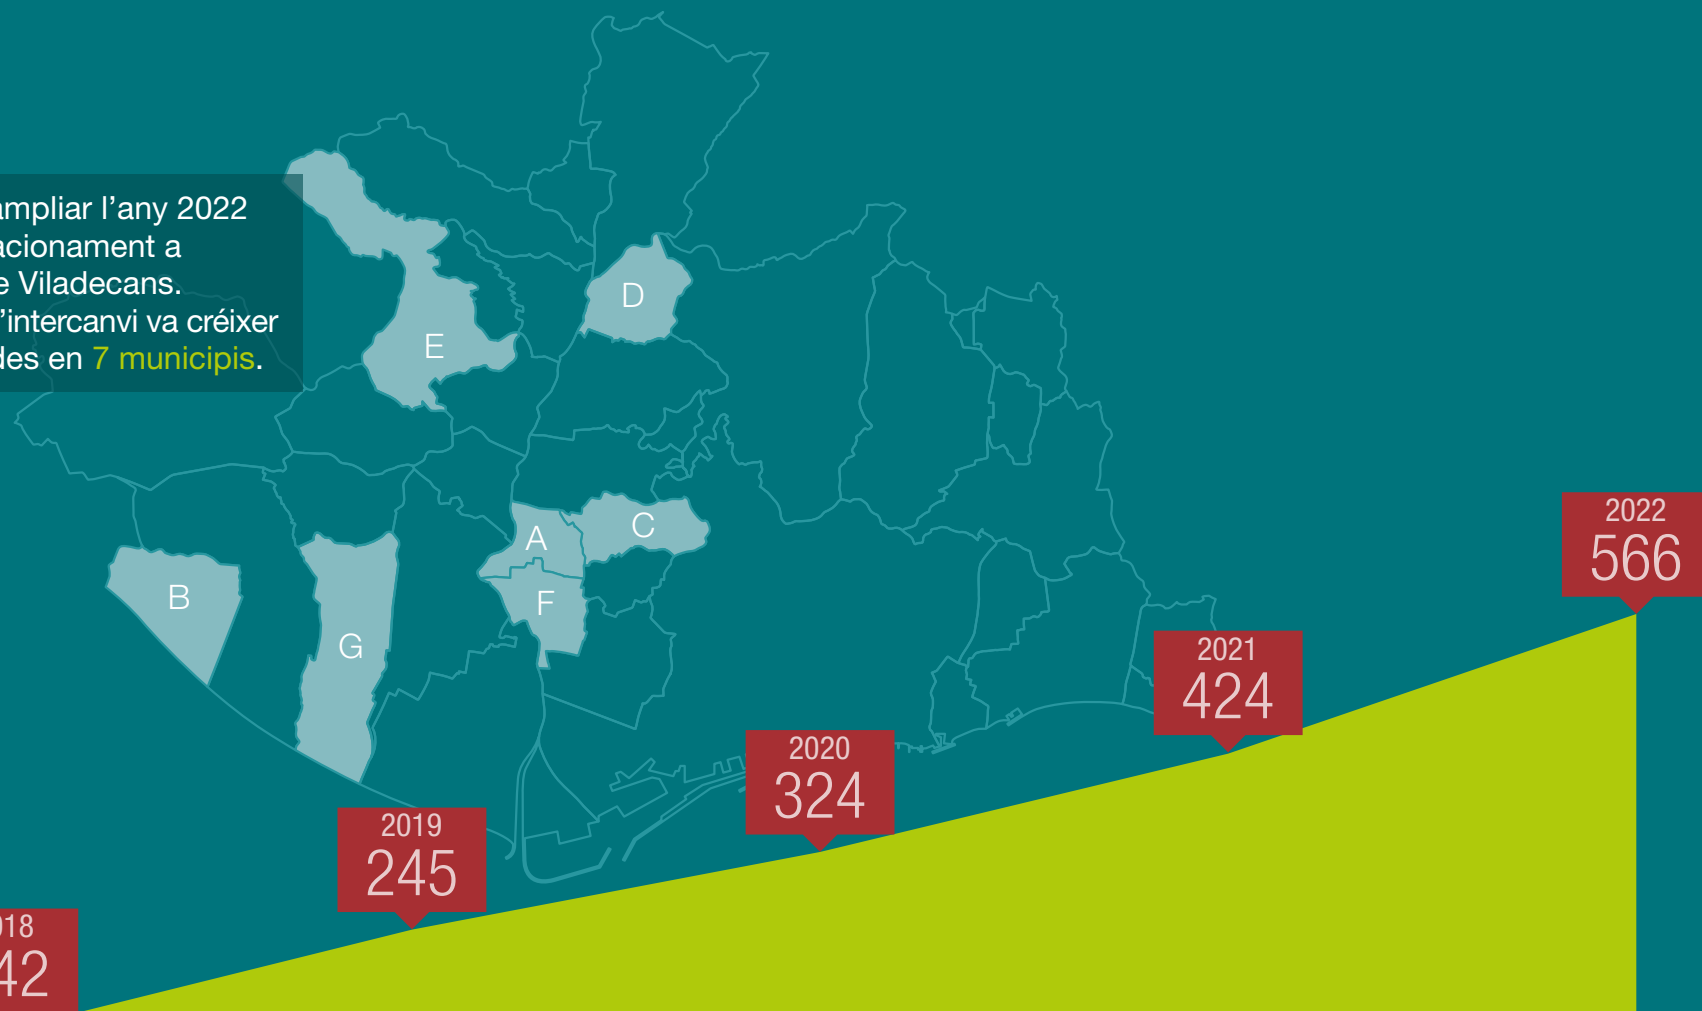 ampliar l’any 2022
acionament a
e Viladecans.
l’intercanvi va créixer
des en 7 municipis.
D
E
A
C
B
F
G
2022
566
2021
424
2020
324
2019
245
018
42